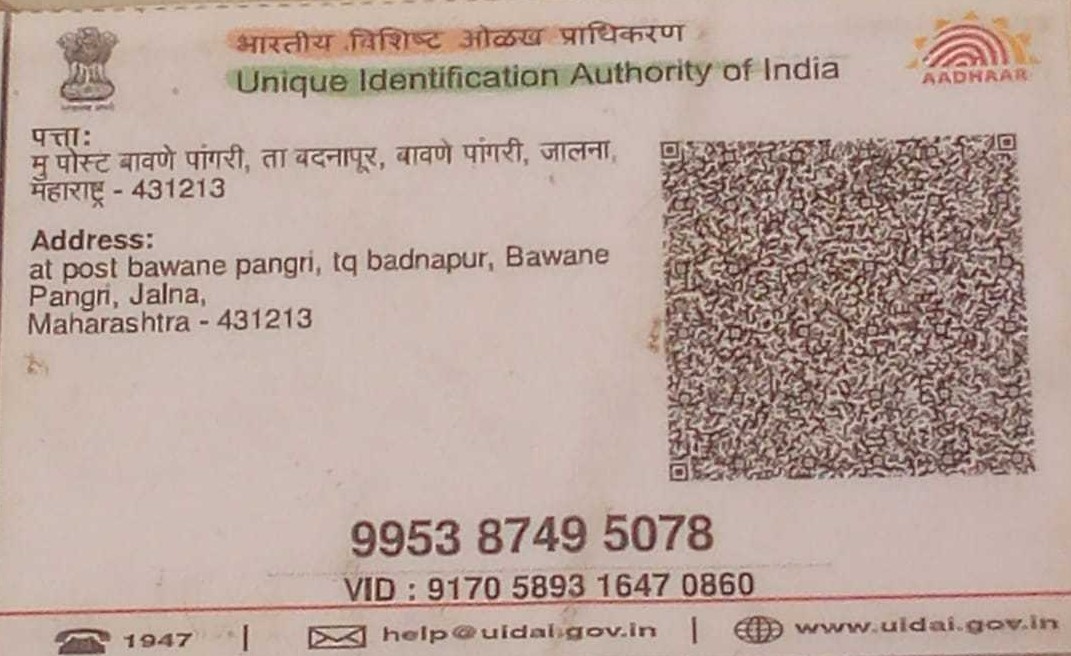 भारतीय विशिष्ट ओळख प्राधिकरण
Unique Identification Authority of India
AADHAAR
पत्ता:
मु पोस्ट बावणे पांगरी, ता बदनापूर, बावणे पांगरी, जालना,
महाराष्ट्र - 431213
Address:
at post bawane pangri, tq badnapur, Bawane
Pangri, Jalna,
Maharashtra - 431213
9953 8749 5078
VID : 9170 5893 1647 0860
1947 | help@uidai.gov.in | www.uidai.gov.in